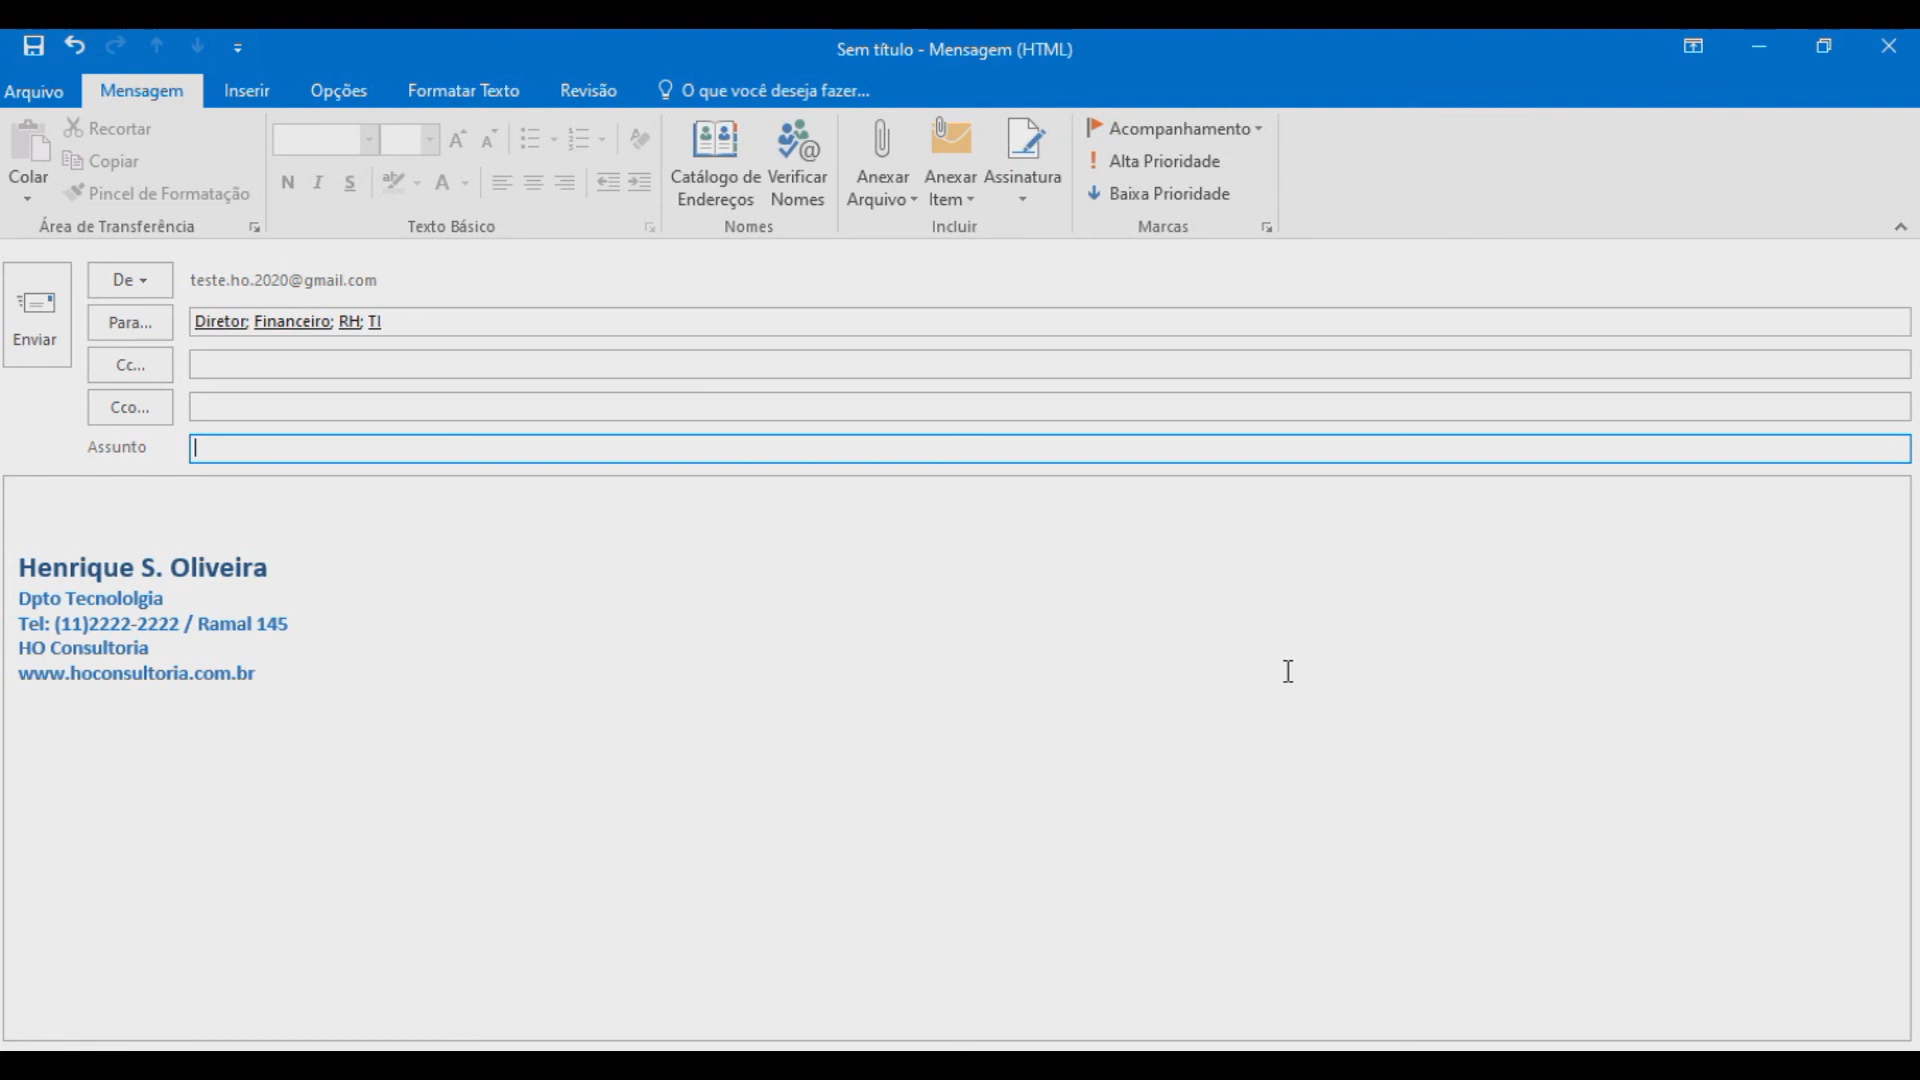 Sem título - Mensagem (HTML)
Arquivo Mensagem Inserir Opções Formatar Texto Revisão O que você deseja fazer...
Colar
Recortar
Copiar
Pincel de Formatação
Área de Transferência
N I S A
Texto Básico
Catálogo de Endereços
Verificar Nomes
Nomes
Anexar Arquivo
Anexar Item
Assinatura
Incluir
Acompanhamento
Alta Prioridade
Baixa Prioridade
Marcas
Enviar
De teste.ho.2020@gmail.com
Para... Diretor; Financeiro; RH; TI
Cc...
Cco...
Assunto
Henrique S. Oliveira
Dpto Tecnololgia
Tel: (11)2222-2222 / Ramal 145
HO Consultoria
www.hoconsultoria.com.br